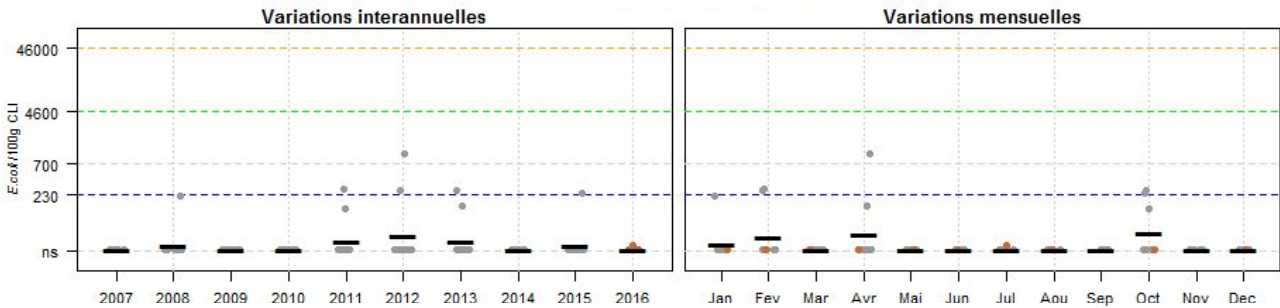 Variations interannuelles
Variations mensuelles
E.coli/100g CLI
46000
4600
700
230
ns
2007 2008 2009 2010 2011 2012 2013 2014 2015 2016
Jan Fev Mar Avr Mai Jun Jul Aou Sep Oct Nov Dec